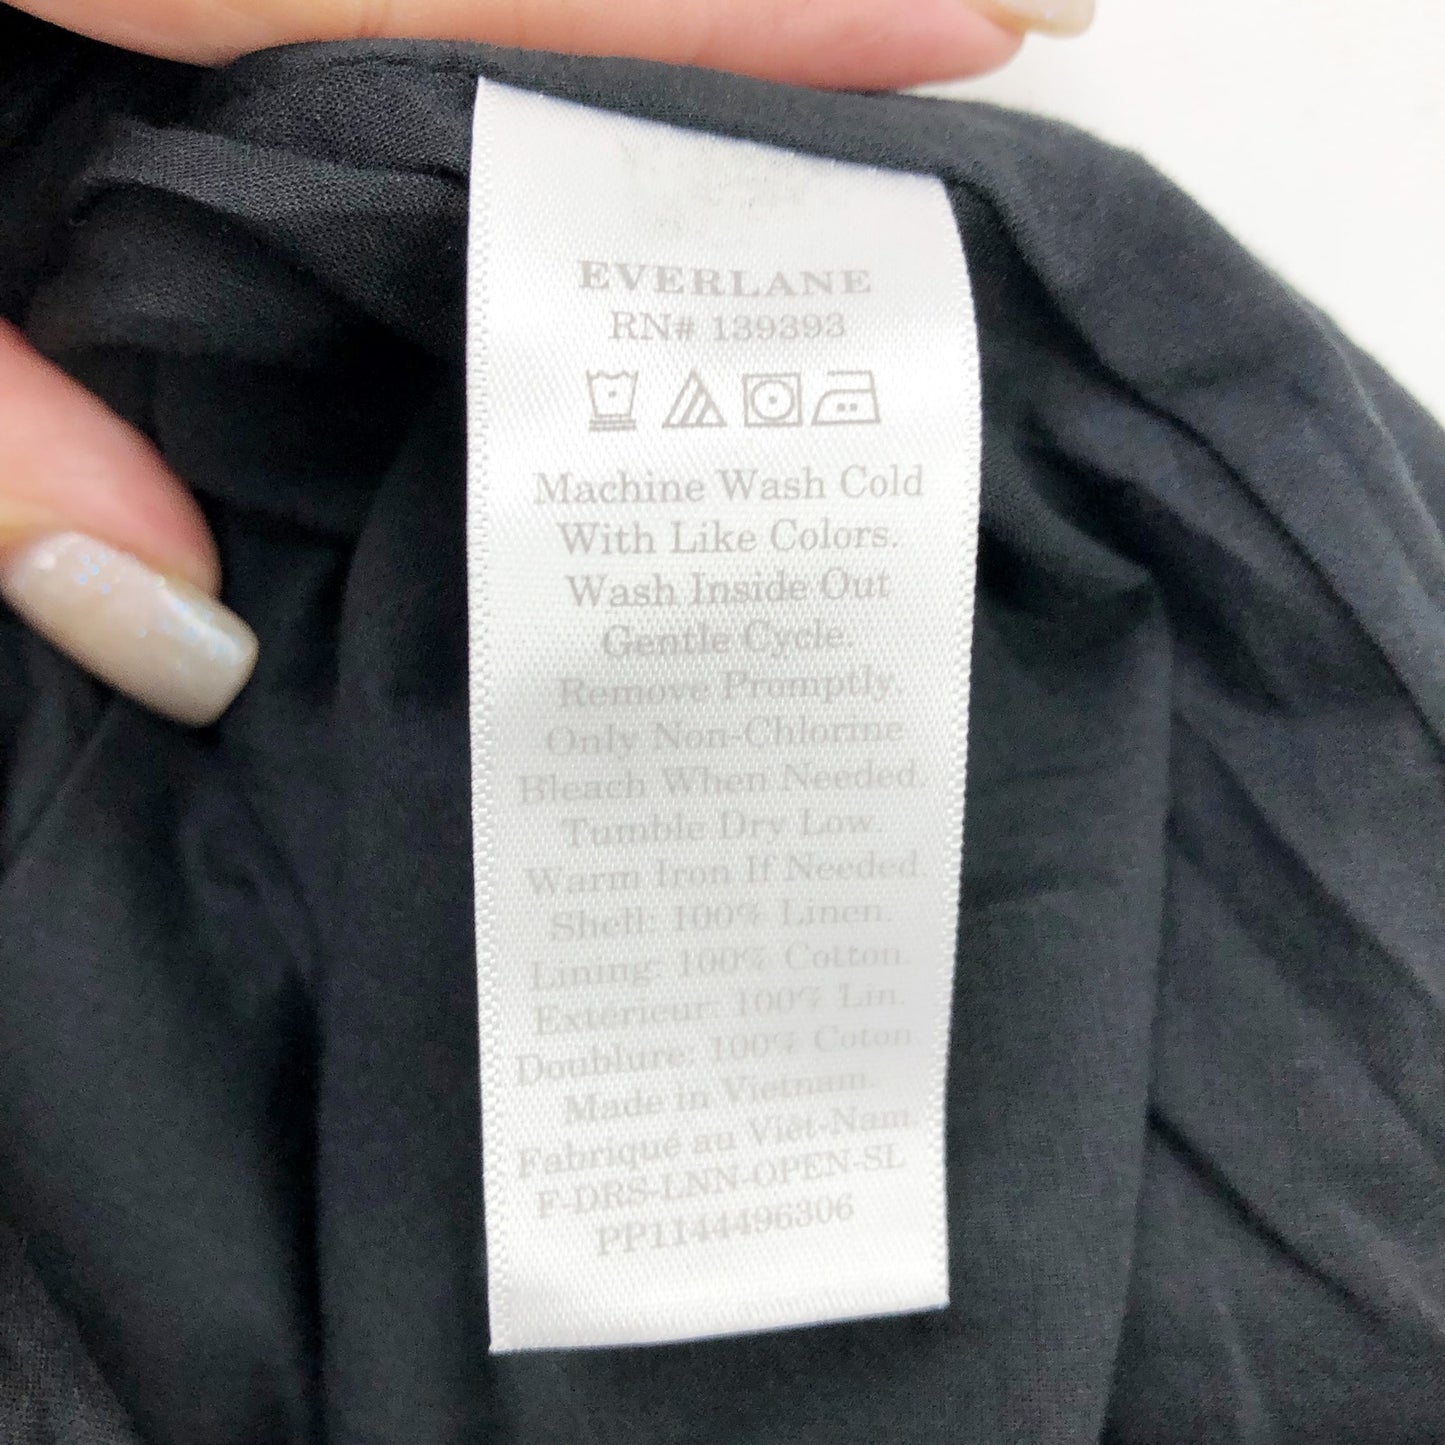 EVERLANE
RN# 139393
Machine Wash Cold
With Like Colors.
Wash Inside Out
Gentle Cycle.
Remove Promptly.
Only Non-Chlorine
Bleach When Needed.
Tumble Dry Low.
Warm Iron If Needed.
Shell: 100% Linen.
Lining: 100% Cotton.
Extérieur: 100% Lin.
Doublure: 100% Coton.
Made in Vietnam.
Fabriqué au Viêt-Nam.
F-DRS-LNN-OPEN-SL
PP1144496306